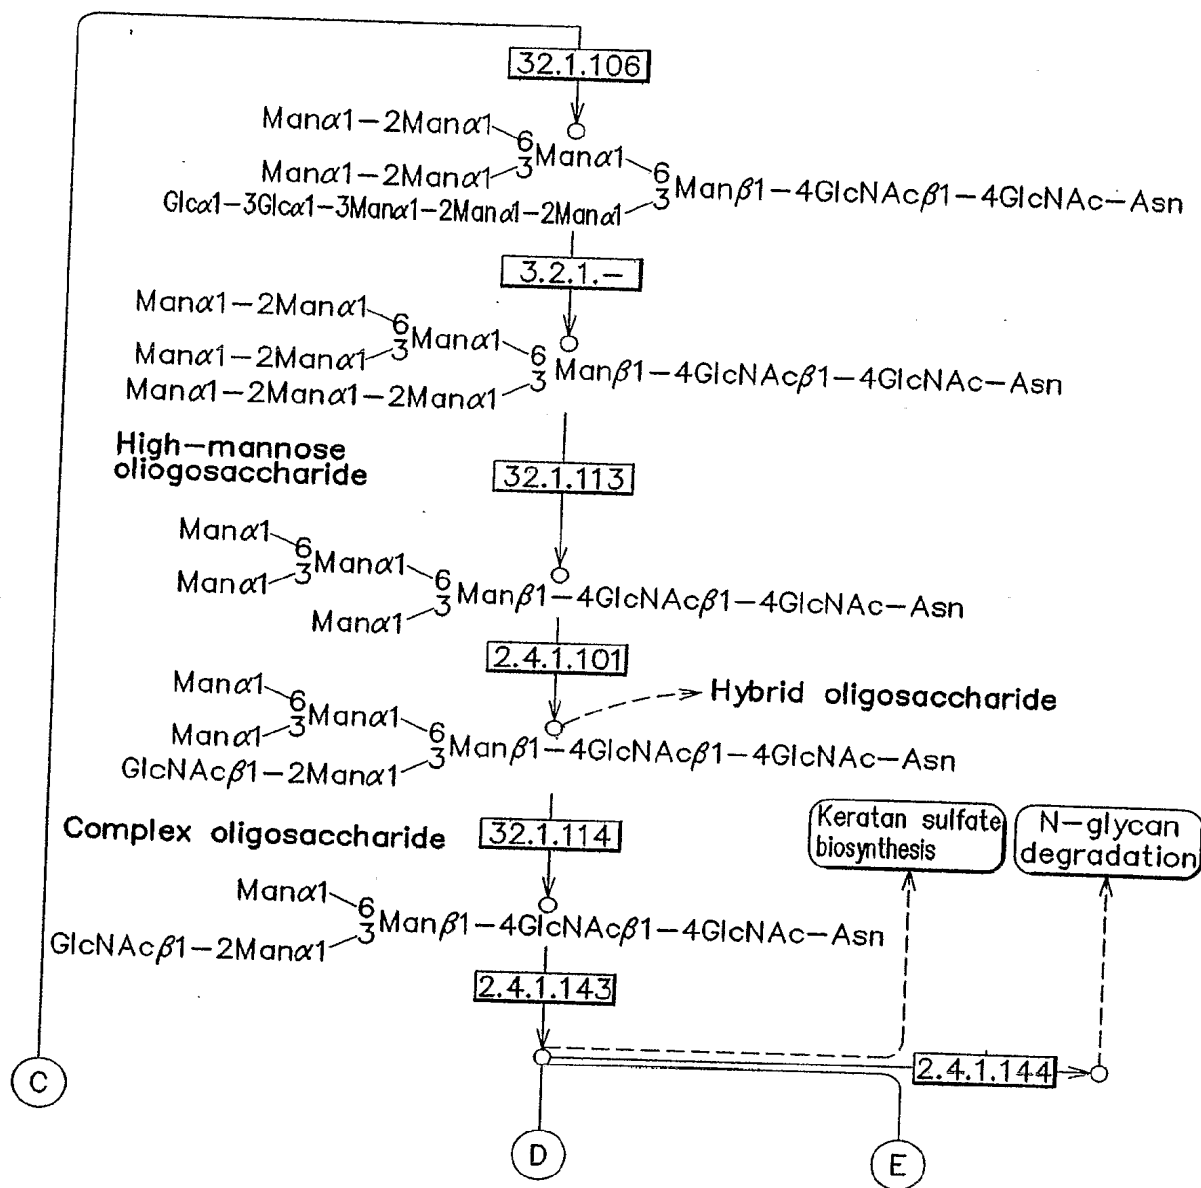 32.1.106
Manα1−2Manα1
6
3
Manα1
Manα1−2Manα1
6
3
Manβ1−4GlcNAcβ1−4GlcNAc−Asn
Glcα1−3Glcα1−3Manα1−2Manα1−2Manα1
3.2.1.−
Manα1−2Manα1
6
3
Manα1
Manα1−2Manα1
6
3
Manβ1−4GlcNAcβ1−4GlcNAc−Asn
Manα1−2Manα1−2Manα1
High−mannose
oliogosaccharide
32.1.113
Manα1
6
3
Manα1
Manα1
6
3
Manβ1−4GlcNAcβ1−4GlcNAc−Asn
Manα1
2.4.1.101
Hybrid oligosaccharide
Manα1
6
3
Manα1
Manα1
6
3
Manβ1−4GlcNAcβ1−4GlcNAc−Asn
GlcNAcβ1−2Manα1
Complex oligosaccharide
32.1.114
Keratan sulfate
biosynthesis
N−glycan
degradation
Manα1
6
3
Manβ1−4GlcNAcβ1−4GlcNAc−Asn
GlcNAcβ1−2Manα1
2.4.1.143
2.4.1.144
C
D
E